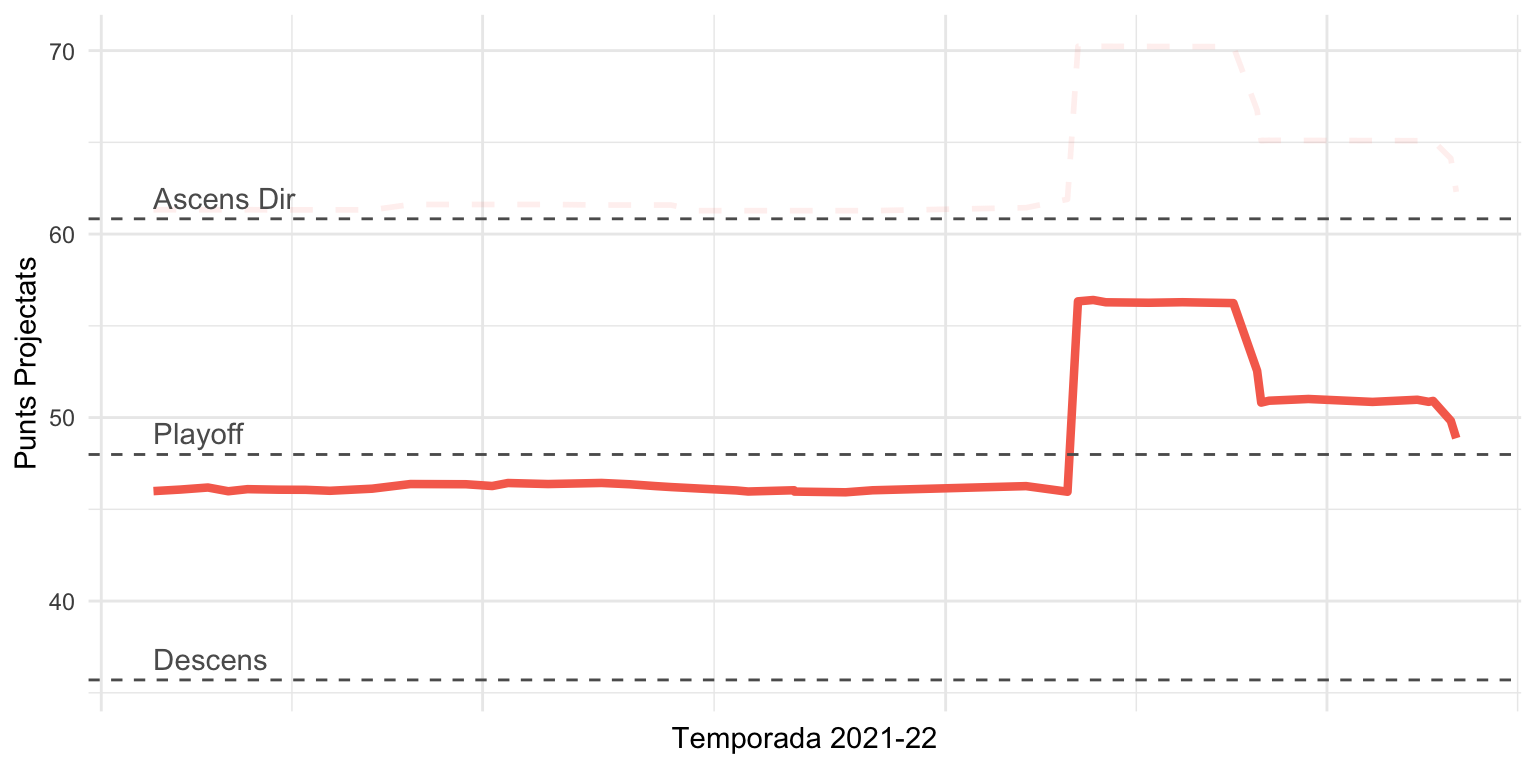 70
60
50
40
Punts Projectats
Ascens Dir
Playoff
Descens
Temporada 2021-22